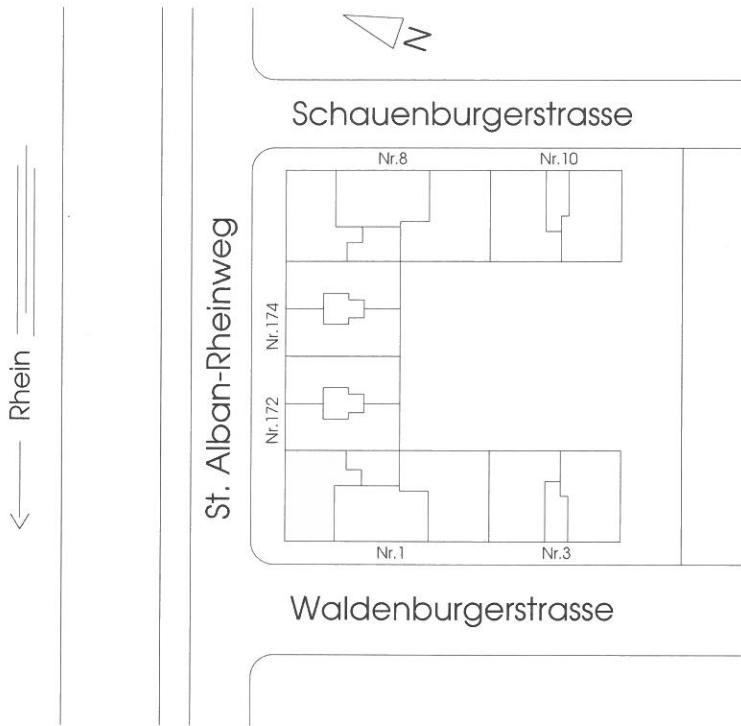 N
Schauenburgerstrasse
Nr.8
Nr.10
St. Alban-Rheinweg
Nr.174
Nr.172
Rhein
Nr.1
Nr.3
Waldenburgerstrasse